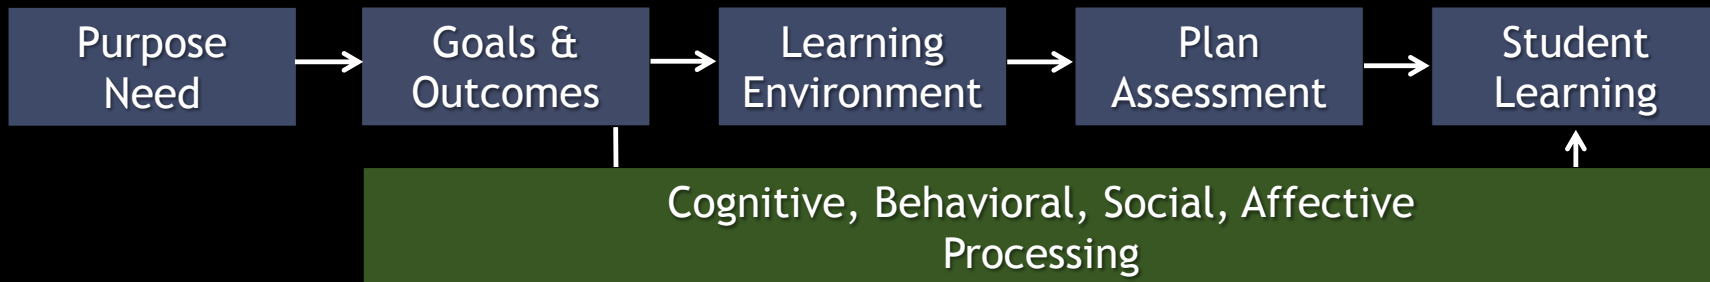 Purpose
Need
Goals &
Outcomes
Learning
Environment
Plan
Assessment
Student
Learning
Cognitive, Behavioral, Social, Affective
Processing